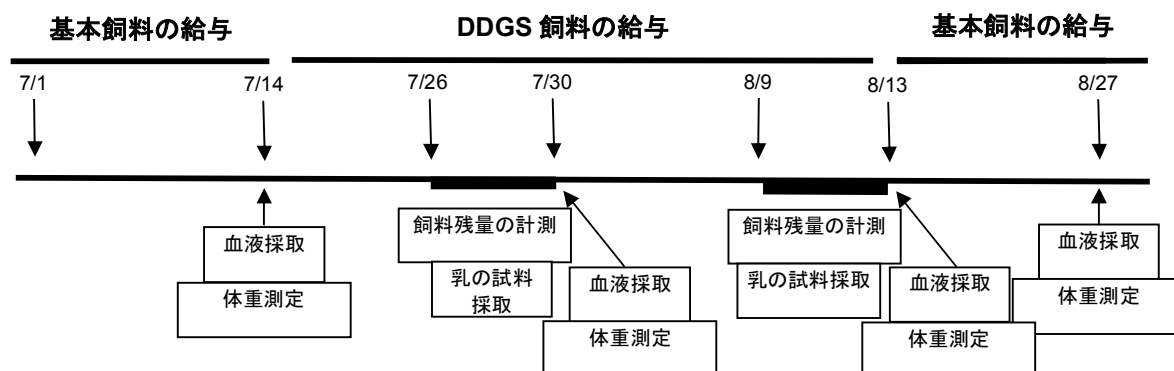 基本飼料の給与
DDGS 飼料の給与
基本飼料の給与
7/1
7/14
7/26
7/30
8/9
8/13
8/27
血液採取
体重測定
飼料残量の計測
乳の試料
採取
血液採取
体重測定
飼料残量の計測
乳の試料採取
血液採取
体重測定
血液採取
体重測定